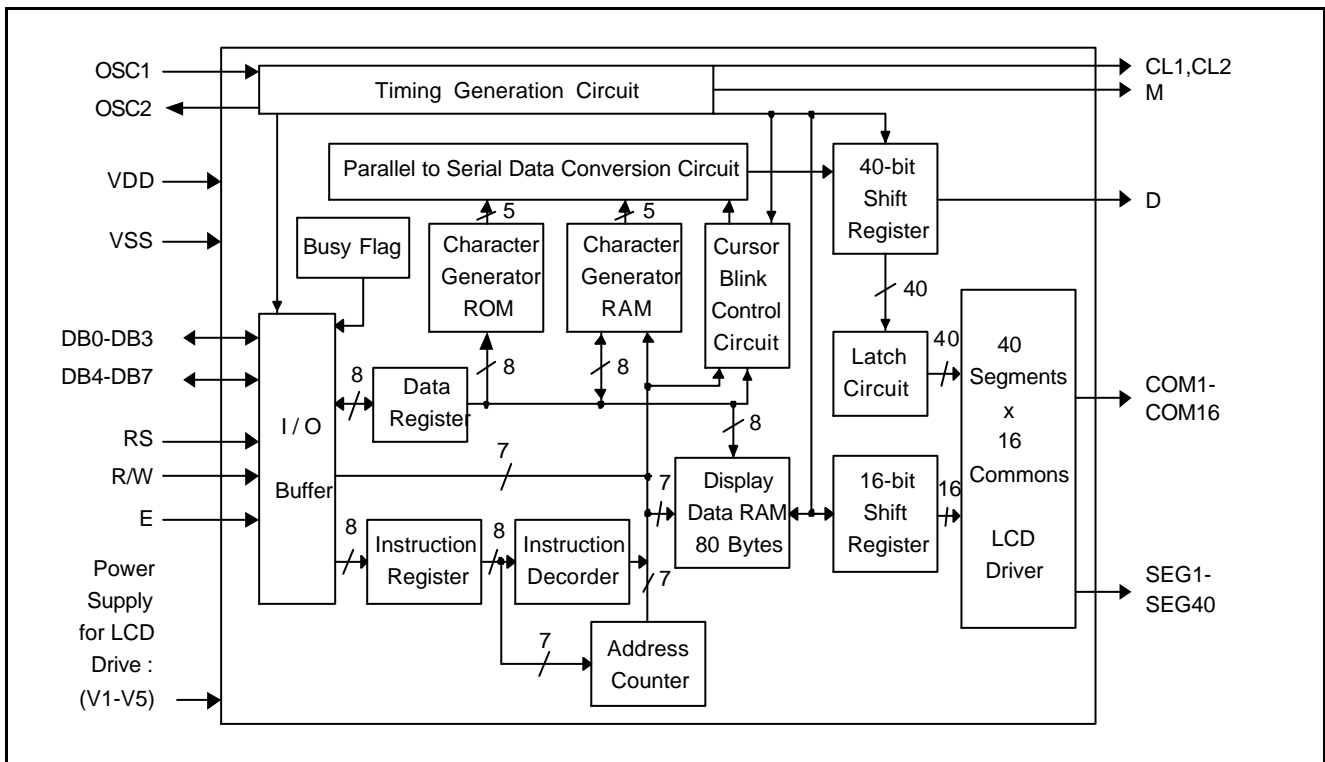 OSC1
OSC2
VDD
VSS
DB0-DB3
DB4-DB7
RS
R/W
E
Power
Supply
for LCD
Drive :
(V1-V5)
Timing Generation Circuit
CL1,CL2
M
Parallel to Serial Data Conversion Circuit
40-bit
Shift
Register
D
5
5
Busy Flag
Character
Generator
ROM
Character
Generator
RAM
Cursor
Blink
Control
Circuit
40
8
8
Latch
Circuit
40
40
Segments
x
16
Commons
LCD
Driver
COM1-
COM16
SEG1-
SEG40
I / O
Buffer
8
Data
Register
8
7
7
Display
Data RAM
80 Bytes
16-bit
Shift
Register
16
8
Instruction
Register
8
Instruction
Decorder
7
7
Address
Counter